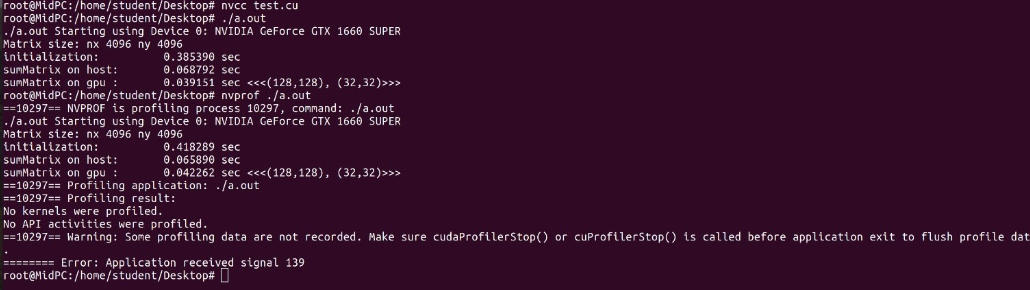 root@MidPC:/home/student/Desktop# nvcc test.cu
root@MidPC:/home/student/Desktop# ./a.out
./a.out Starting using Device 0: NVIDIA GeForce GTX 1660 SUPER
Matrix size: nx 4096 ny 4096
initialization:          0.385390 sec
sumMatrix on host:       0.068792 sec
sumMatrix on gpu :       0.039151 sec <<<(128,128), (32,32)>>>
root@MidPC:/home/student/Desktop# nvprof ./a.out
==10297== NVPROF is profiling process 10297, command: ./a.out
./a.out Starting using Device 0: NVIDIA GeForce GTX 1660 SUPER
Matrix size: nx 4096 ny 4096
initialization:          0.418289 sec
sumMatrix on host:       0.065890 sec
sumMatrix on gpu :       0.042262 sec <<<(128,128), (32,32)>>>
==10297== Profiling application: ./a.out
==10297== Profiling result:
No kernels were profiled.
No API activities were profiled.
==10297== Warning: Some profiling data are not recorded. Make sure cudaProfilerStop() or cuProfilerStop() is called before application exit to flush profile dat
.
======== Error: Application received signal 139
root@MidPC:/home/student/Desktop#